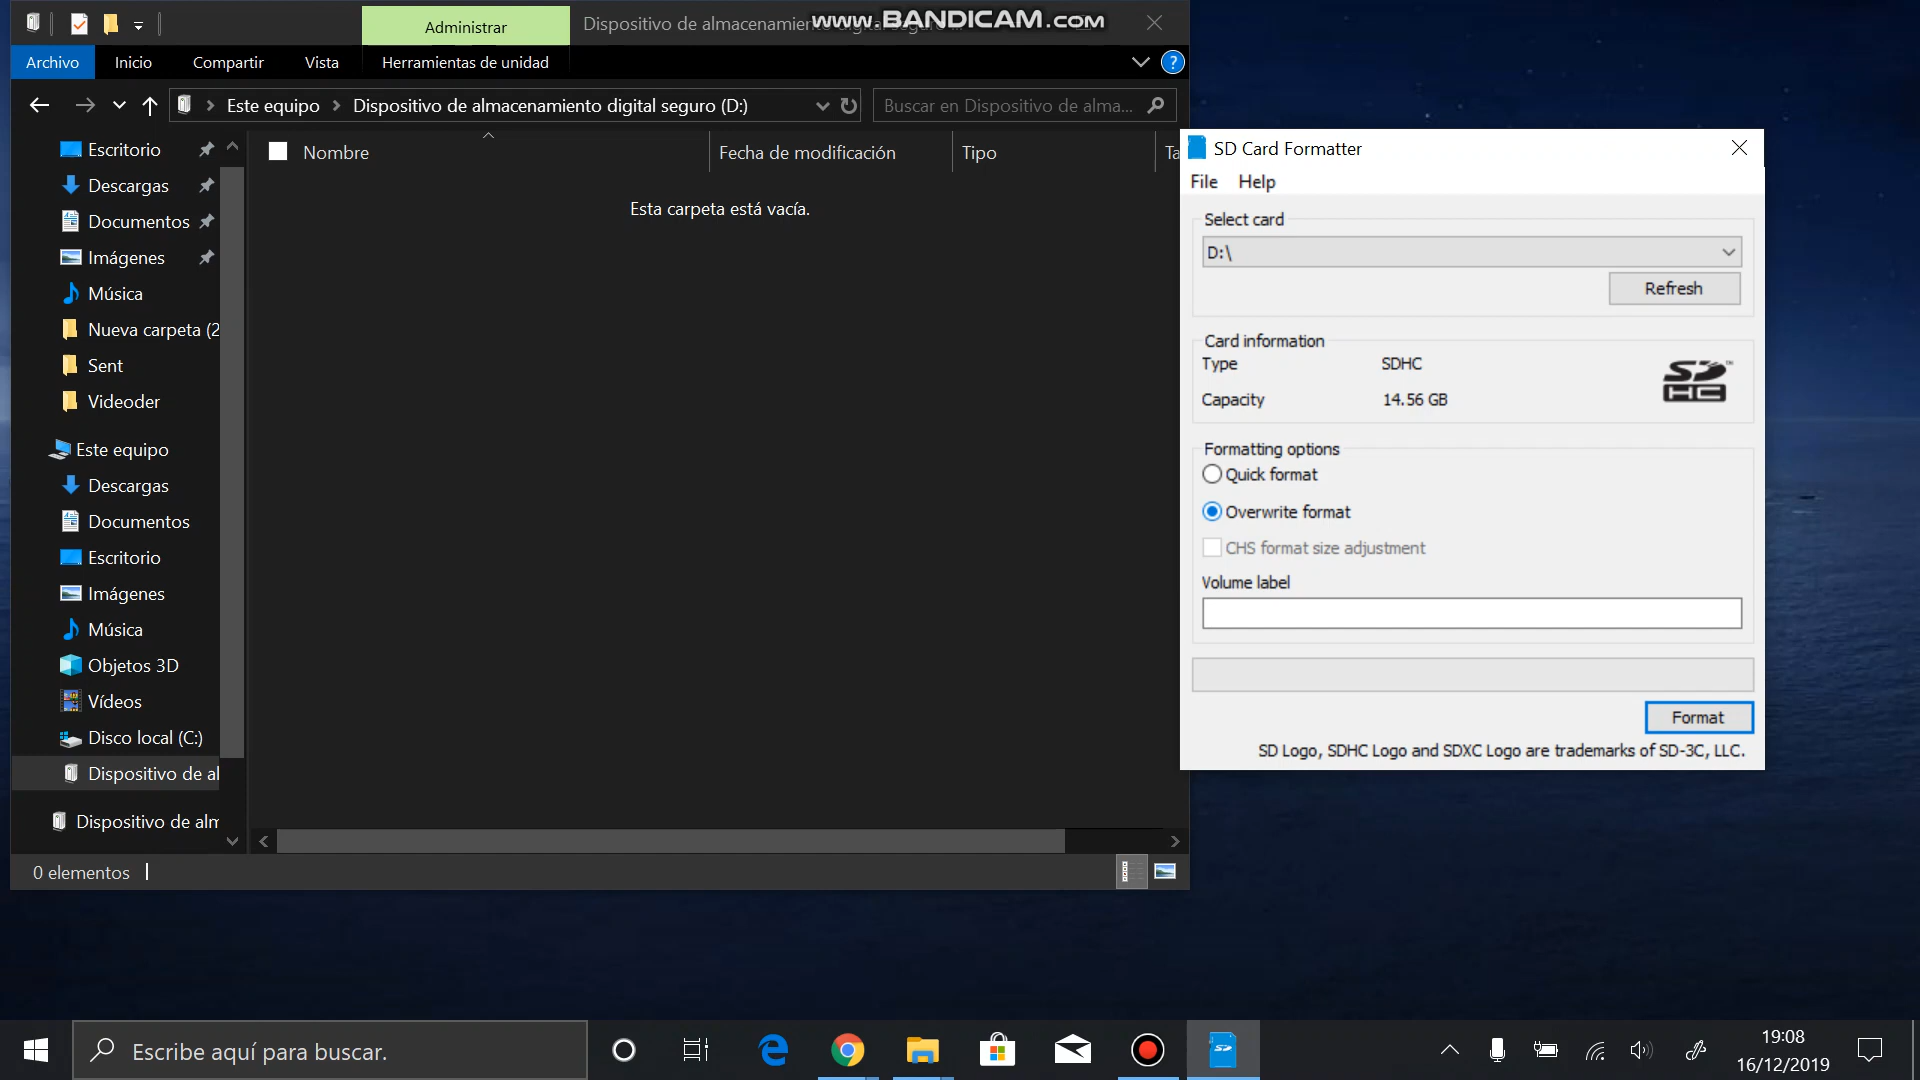 Administrar
Dispositivo de almacenamien
www.BANDICAM.com
Archivo
Inicio
Compartir
Vista
Herramientas de unidad
?
Este equipo
Dispositivo de almacenamiento digital seguro (D:)
Buscar en Dispositivo de alma...
Nombre
Fecha de modificación
Tipo
Ta
Esta carpeta está vacía.
Escritorio
Descargas
Documentos
Imágenes
Música
Nueva carpeta (2
Sent
Videoder
Este equipo
Descargas
Documentos
Escritorio
Imágenes
Música
Objetos 3D
Vídeos
Disco local (C:)
Dispositivo de al
Dispositivo de alm
0 elementos
SD Card Formatter
File
Help
Select card
D:\
Refresh
Card information
Type
SDHC
Capacity
14.56 GB
SD
HC
TM
Formatting options
Quick format
Overwrite format
CHS format size adjustment
Volume label
Format
SD Logo, SDHC Logo and SDXC Logo are trademarks of SD-3C, LLC.
Escribe aquí para buscar.
19:08
16/12/2019